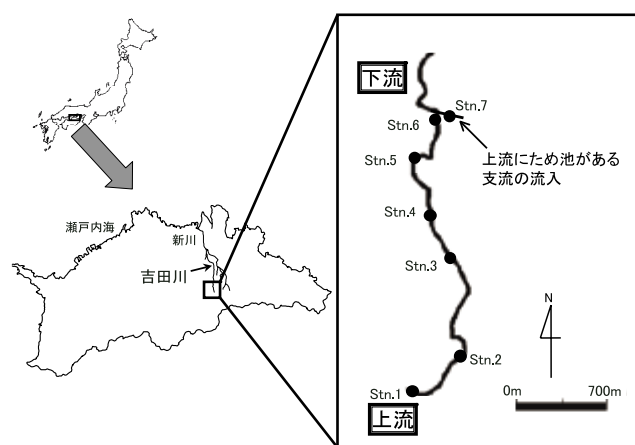 瀬戸内海
新川
吉田川
下流
Stn.7
Stn.6
上流にため池がある
支流の流入
Stn.5
Stn.4
Stn.3
N
Stn.2
Stn.1
上流
0m
700m